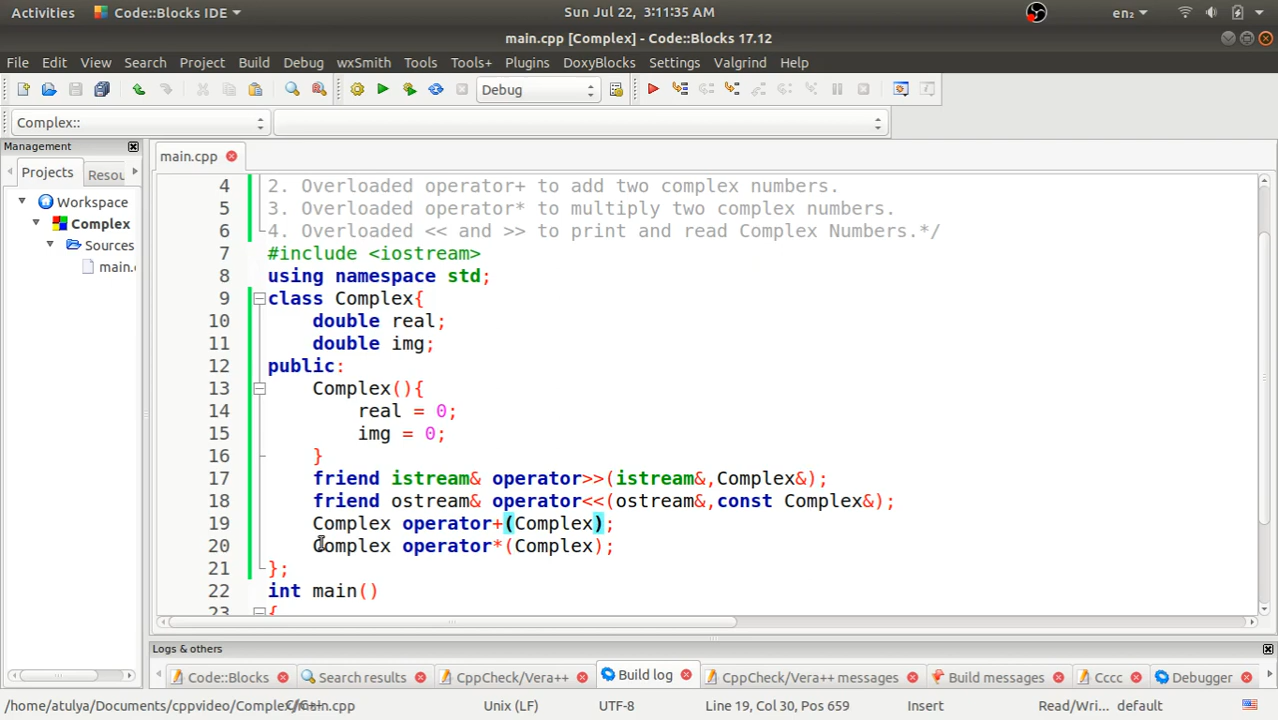 Activities Code::Blocks IDE Sun Jul 22, 3:11:35 AM en₂
main.cpp [Complex] - Code::Blocks 17.12
File Edit View Search Project Build Debug wxSmith Tools Tools+ Plugins DoxyBlocks Settings Valgrind Help
Debug
Complex::
Management
Projects Resou
Workspace
Complex
Sources
main.c
main.cpp
4 2. Overloaded operator+ to add two complex numbers.
5 3. Overloaded operator* to multiply two complex numbers.
6 4. Overloaded << and >> to print and read Complex Numbers.*/
7 #include <iostream>
8 using namespace std;
9 class Complex{
10 double real;
11 double img;
12 public:
13 Complex(){
14 real = 0;
15 img = 0;
16 }
17 friend istream& operator>>(istream&,Complex&);
18 friend ostream& operator<<(ostream&,const Complex&);
19 Complex operator+(Complex);
20 Complex operator*(Complex);
21 };
22 int main()
23 {
Logs & others
Code::Blocks Search results CppCheck/Vera++ Build log CppCheck/Vera++ messages Build messages Cccc Debugger
Unix (LF) UTF-8 Line 19, Col 30, Pos 659 Insert Read/Wri... default